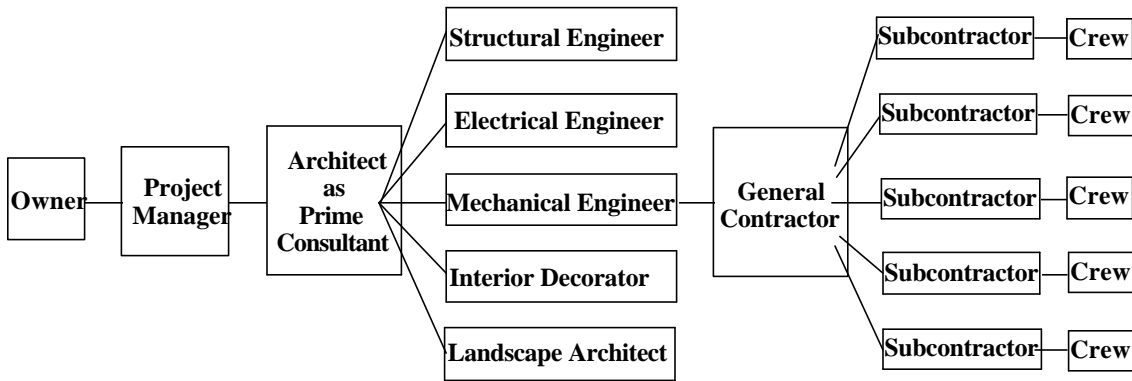 Owner
Project
Manager
Architect
as
Prime
Consultant
Structural Engineer
Electrical Engineer
Mechanical Engineer
Interior Decorator
Landscape Architect
General
Contractor
Subcontractor
Crew
Subcontractor
Crew
Subcontractor
Crew
Subcontractor
Crew
Subcontractor
Crew